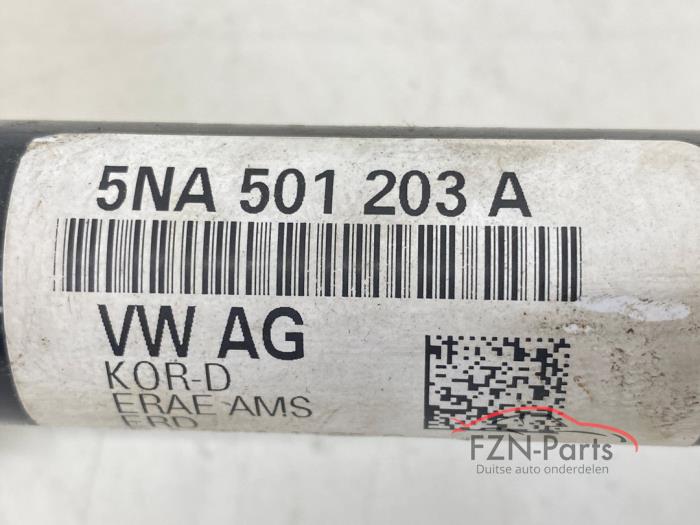 5NA 501 203 A
VW AG
KOR-D
ERAE AMS
ERD
FZN-Parts
Duitse auto onderdelen